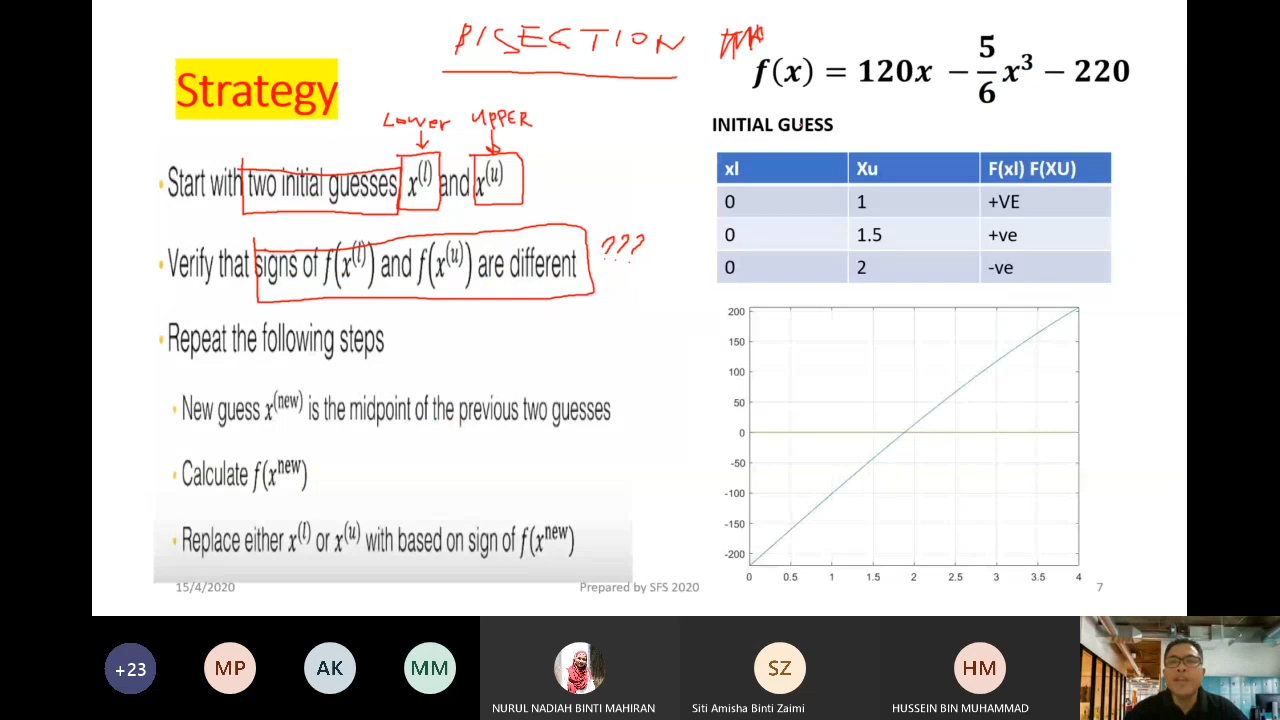 BISECTION
Strategy
f(x) = 120x − 5/6 x³ − 220
Lower UPPER
INITIAL GUESS
• Start with two initial guesses x⁽ˡ⁾ and x⁽ᵘ⁾
xl Xu F(xl) F(XU)
0 1 +VE
0 1.5 +ve
0 2 -ve
• Verify that signs of f(x⁽ˡ⁾) and f(x⁽ᵘ⁾) are different ???
• Repeat the following steps
• New guess x⁽ⁿᵉʷ⁾ is the midpoint of the previous two guesses
• Calculate f(xⁿᵉʷ)
• Replace either x⁽ˡ⁾ or x⁽ᵘ⁾ with based on sign of f(xⁿᵉʷ)
200
150
100
50
0
-50
-100
-150
-200
0 0.5 1 1.5 2 2.5 3 3.5 4
15/4/2020 Prepared by SFS 2020 7
+23 MP AK MM SZ HM
NURUL NADIAH BINTI MAHIRAN Siti Amisha Binti Zaimi HUSSEIN BIN MUHAMMAD